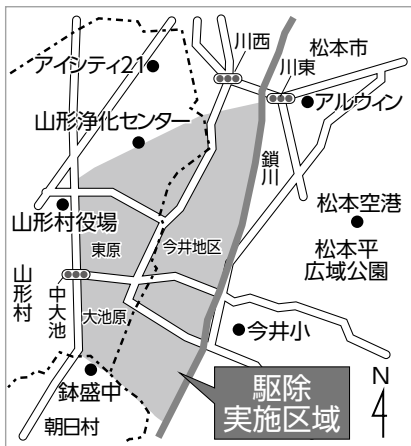 川西
松本市
アイシティ21
川東
アルウィン
山形浄化センター
鎖川
山形村役場
松本空港
東原
今井地区
松本平
広域公園
山形村
中大池
大池原
今井小
鉢盛中
駆除
実施区域
朝日村
N